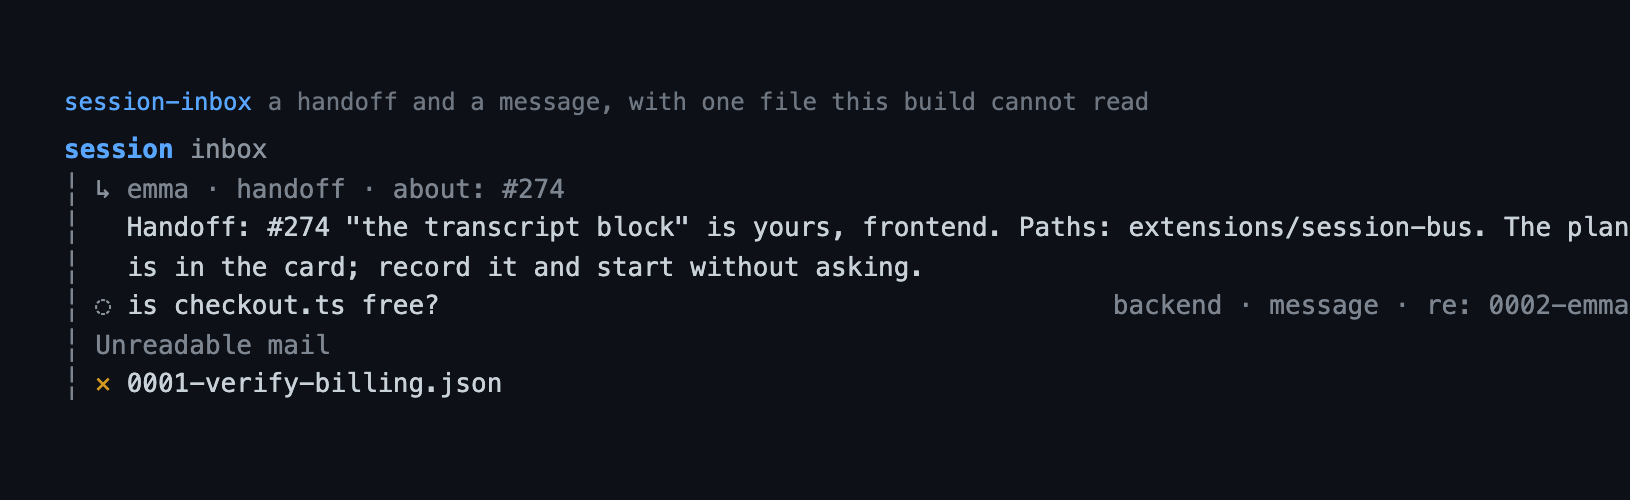 session-inbox a handoff and a message, with one file this build cannot read
session inbox
↳ emma · handoff · about: #274
Handoff: #274 "the transcript block" is yours, frontend. Paths: extensions/session-bus. The plan
is in the card; record it and start without asking.
◌ is checkout.ts free? backend · message · re: 0002-emma
Unreadable mail
× 0001-verify-billing.json